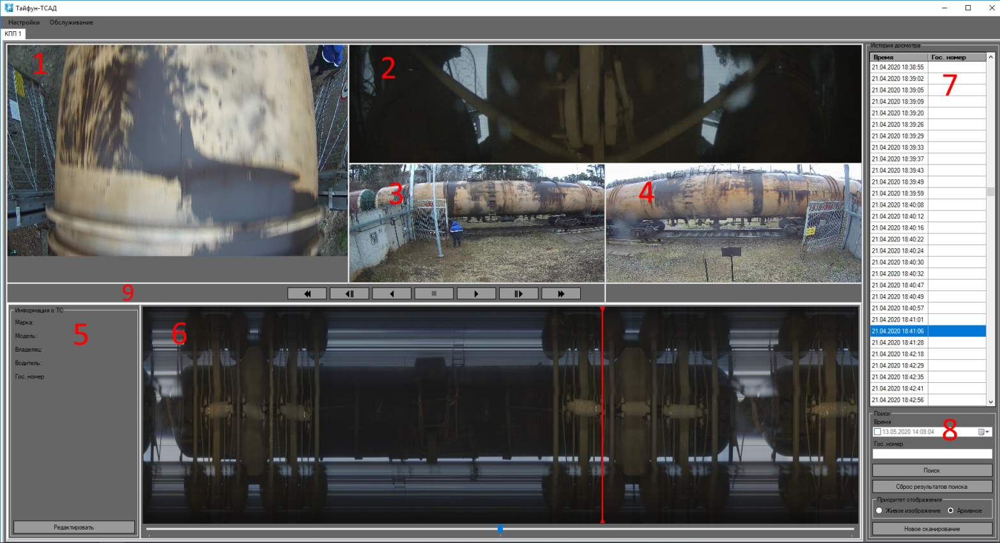 Тайфун-ТСАД
Настройки Обслуживание
КПП 1
1
2
3
4
9
Информация о ТС
5
Марка:
Модель:
Владелец:
Водитель:
Гос. номер
Редактировать
6
История досмотра
Время Гос. номер
7
21.04.2020 18:38:55
21.04.2020 18:39:02
21.04.2020 18:39:05
21.04.2020 18:39:09
21.04.2020 18:39:20
21.04.2020 18:39:26
21.04.2020 18:39:29
21.04.2020 18:39:33
21.04.2020 18:39:37
21.04.2020 18:39:43
21.04.2020 18:39:49
21.04.2020 18:39:59
21.04.2020 18:40:08
21.04.2020 18:40:12
21.04.2020 18:40:16
21.04.2020 18:40:22
21.04.2020 18:40:24
21.04.2020 18:40:30
21.04.2020 18:40:32
21.04.2020 18:40:47
21.04.2020 18:40:49
21.04.2020 18:40:57
21.04.2020 18:41:01
21.04.2020 18:41:06
21.04.2020 18:41:28
21.04.2020 18:42:18
21.04.2020 18:42:29
21.04.2020 18:42:35
21.04.2020 18:42:41
21.04.2020 18:42:56
Поиск
Время
8
13.05.2020 14:08:04
Гос. номер
Поиск
Сброс результатов поиска
Приоритет отображения
Живое изображение Архивное
Новое сканирование